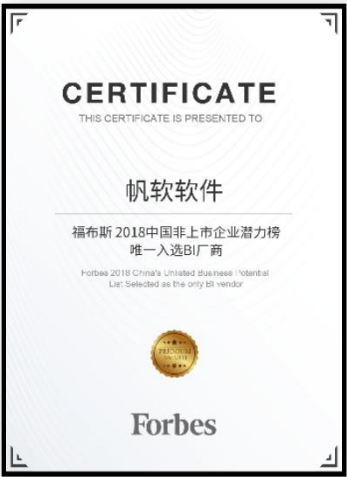 CERTIFICATE
THIS CERTIFICATE IS PRESENTED TO
帆软软件
福布斯 2018中国非上市企业潜力榜
唯一入选BI厂商
Forbes 2018 China's Unlisted Business Potential
List Selected as the only BI vendor
PREMIUM
Forbes